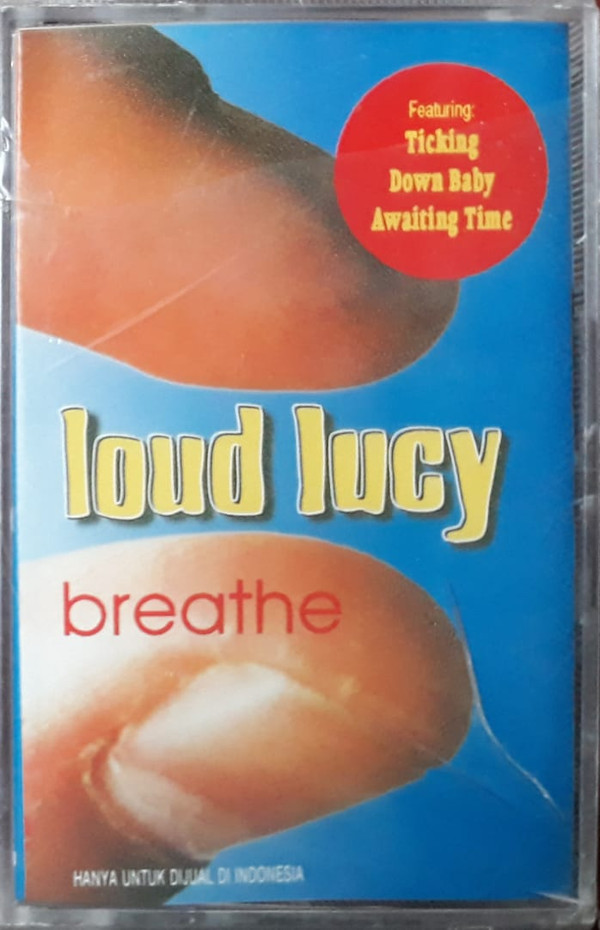 Featuring:
Ticking
Down Baby
Awaiting Time
loud lucy
breathe
HANYA UNTUK DIJUAL DI INDONESIA